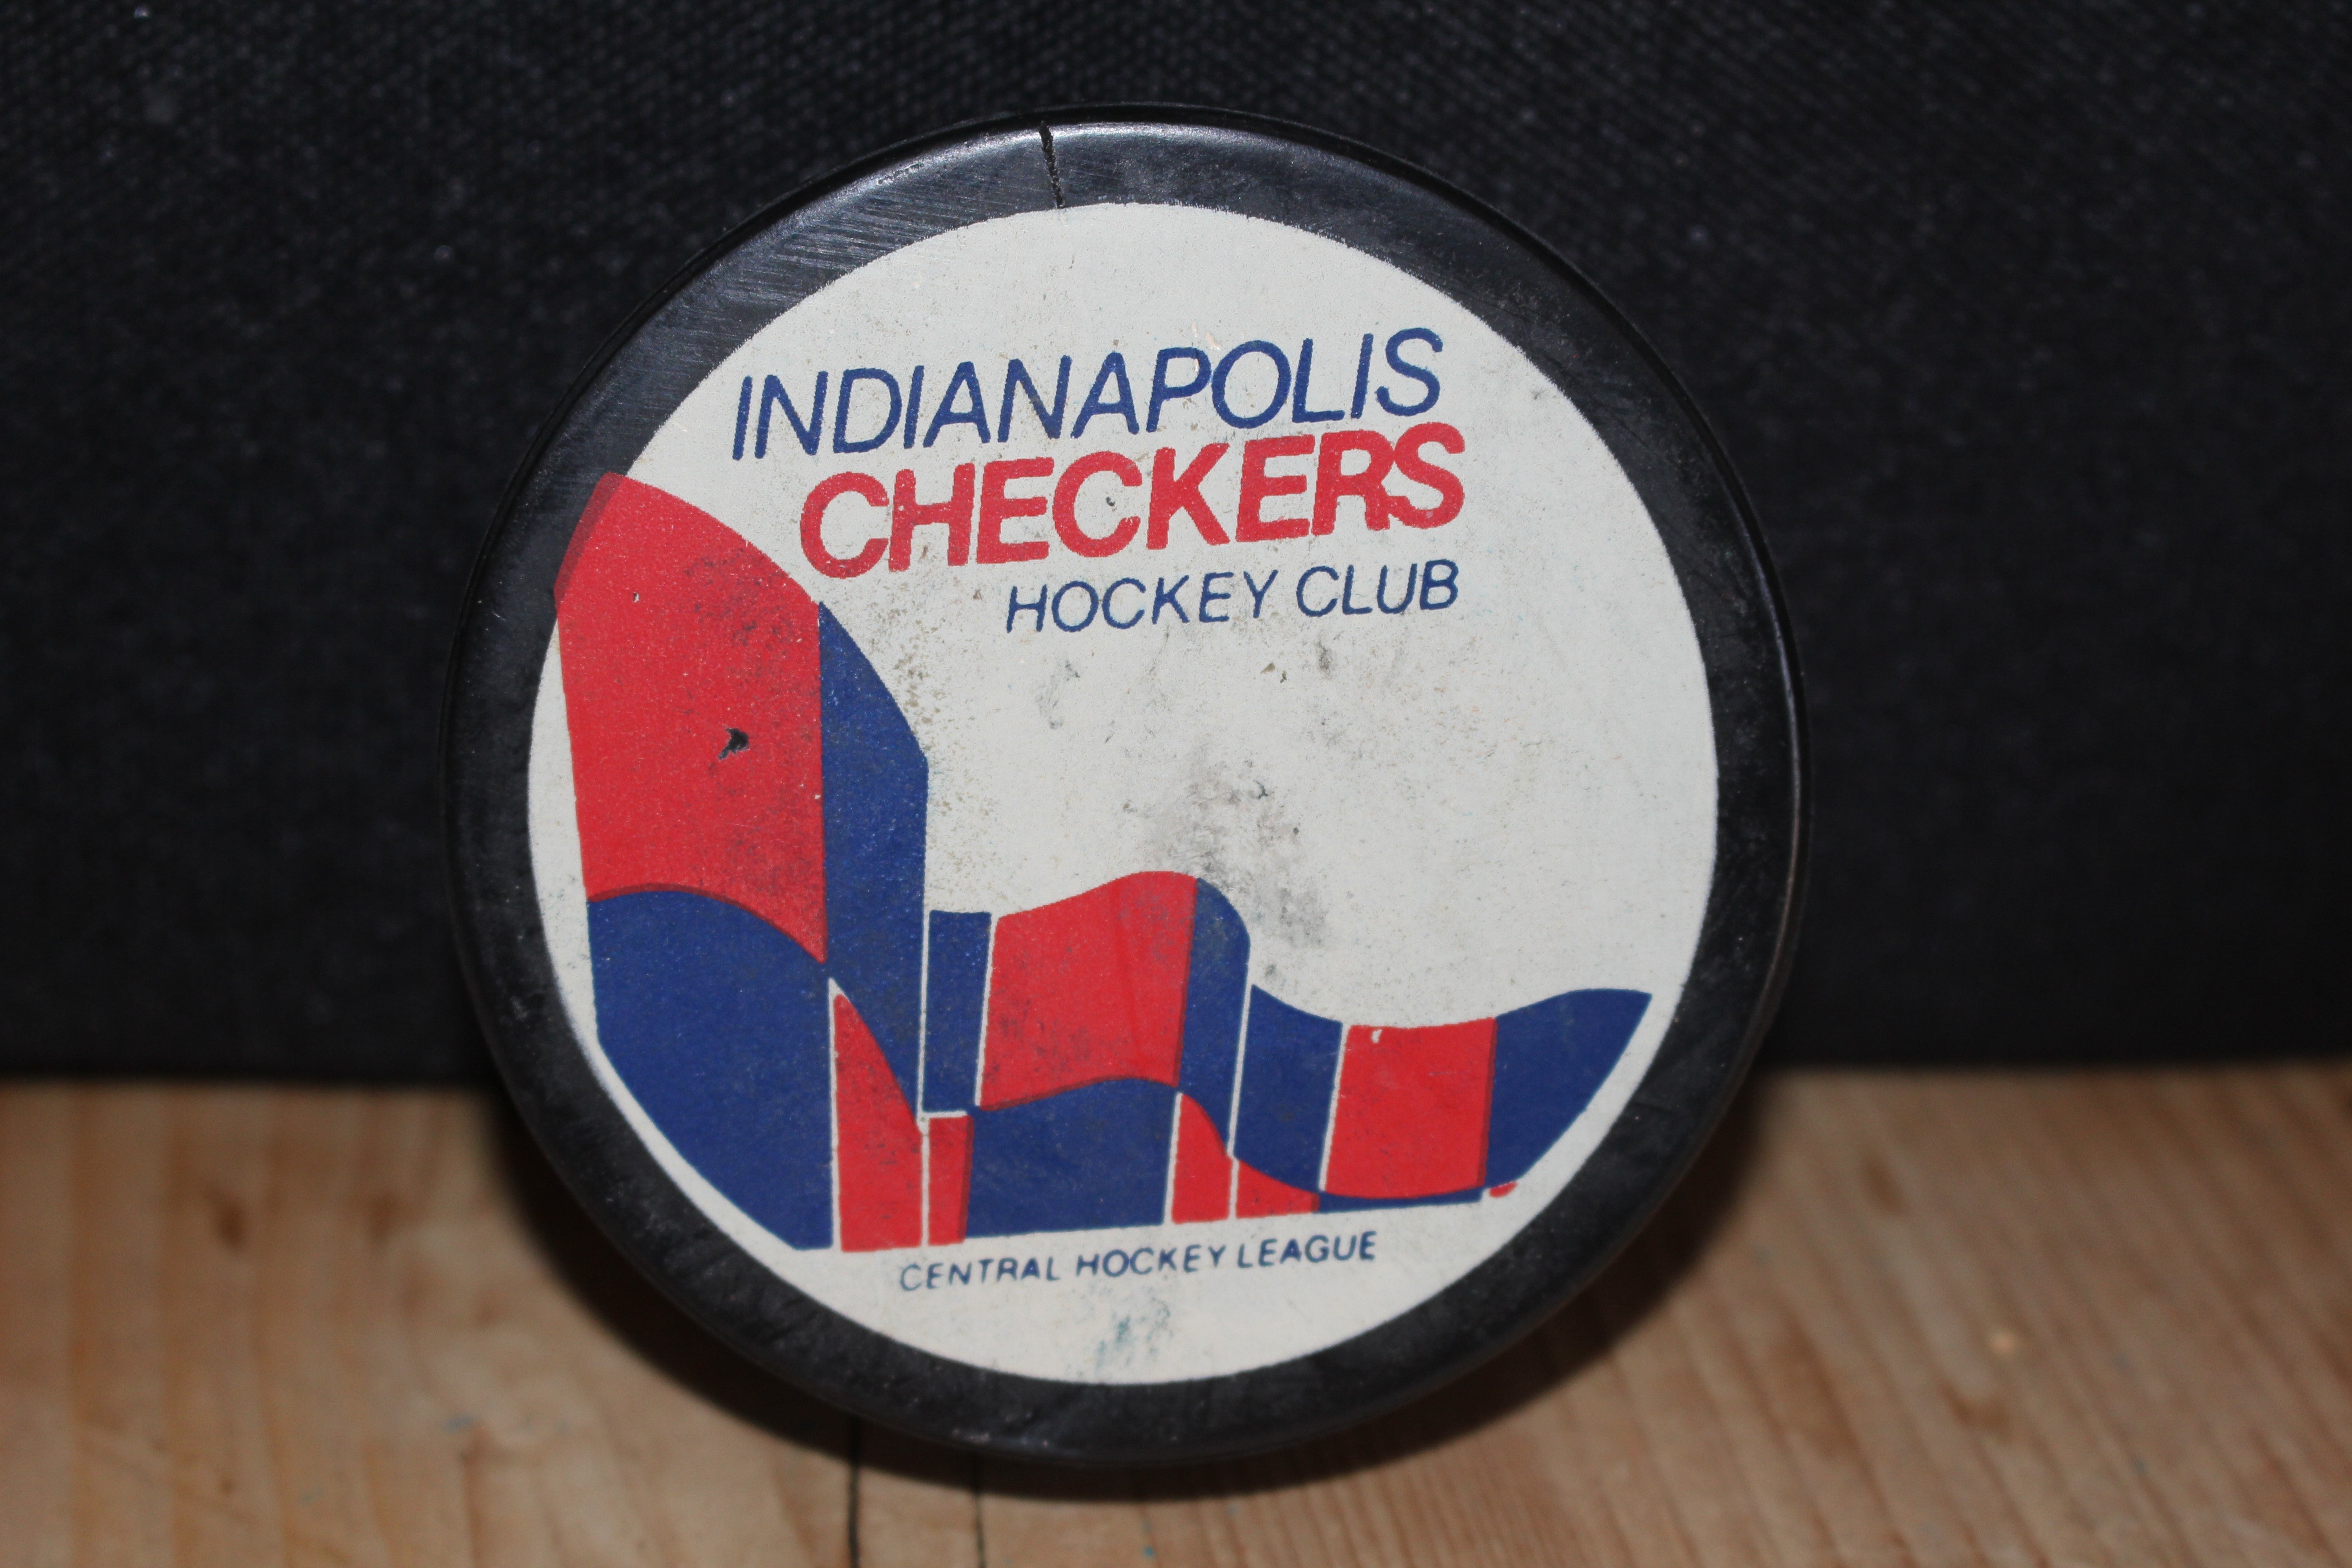 INDIANAPOLIS
CHECKERS
HOCKEY CLUB
CENTRAL HOCKEY LEAGUE